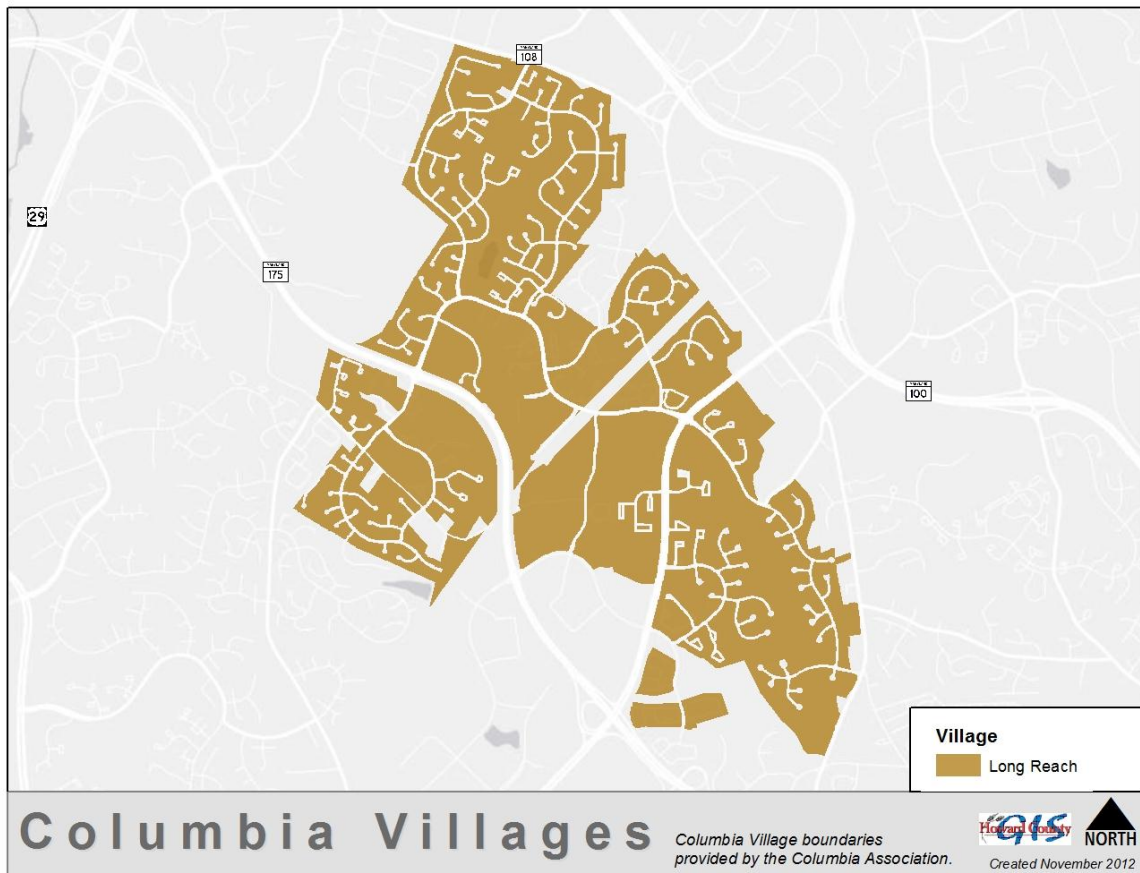 108
29
175
100
Village
Long Reach
Columbia Villages
Columbia Village boundaries
provided by the Columbia Association.
Howard County
GIS
NORTH
Created November 2012